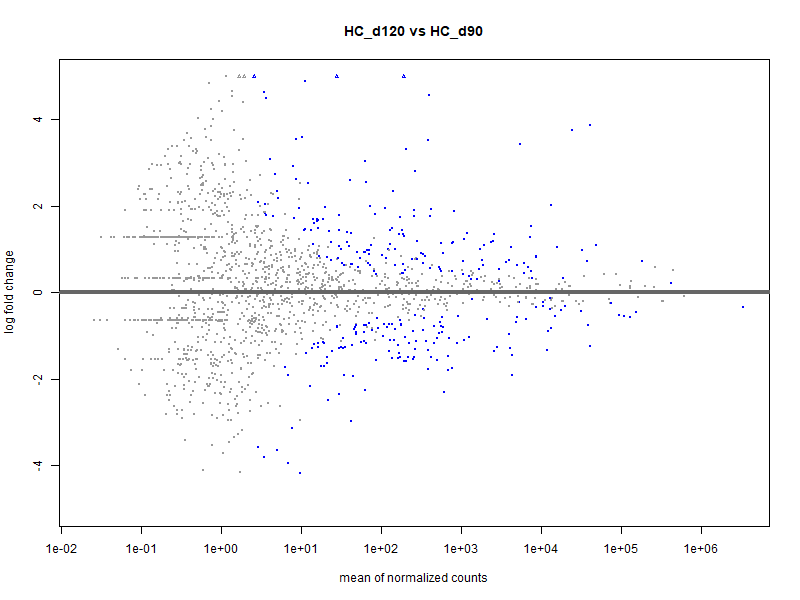 HC_d120 vs HC_d90
log fold change
4
2
0
-2
-4
1e-02 1e-01 1e+00 1e+01 1e+02 1e+03 1e+04 1e+05 1e+06
mean of normalized counts